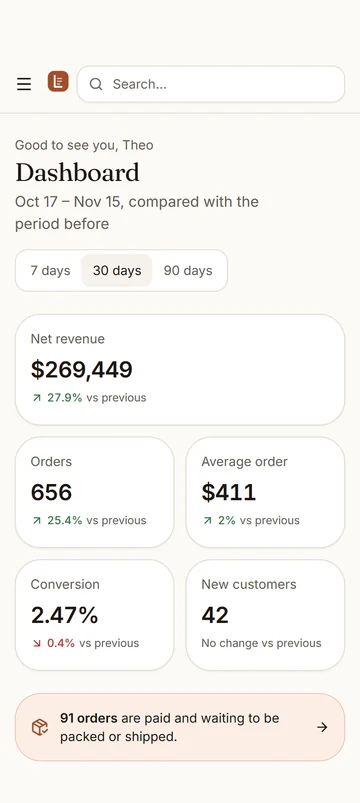 Search...
Good to see you, Theo
Dashboard
Oct 17 – Nov 15, compared with the
period before
7 days
30 days
90 days
Net revenue
$269,449
27.9% vs previous
Orders
656
25.4% vs previous
Average order
$411
2% vs previous
Conversion
2.47%
0.4% vs previous
New customers
42
No change vs previous
91 orders are paid and waiting to be
packed or shipped.